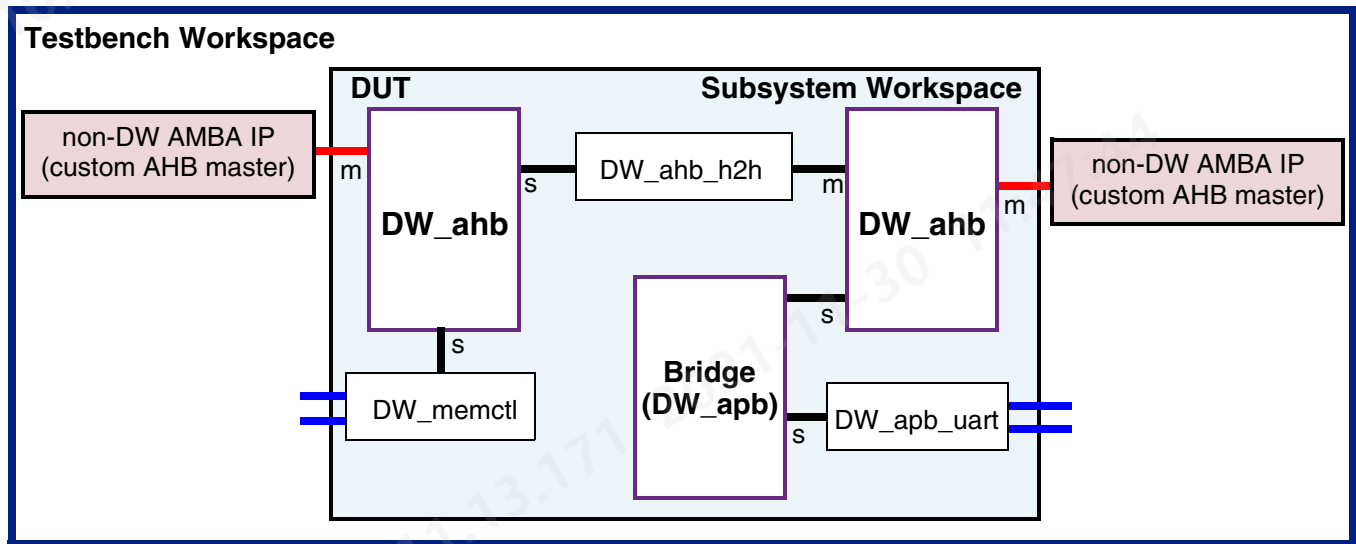 Testbench Workspace
DUT
Subsystem Workspace
non-DW AMBA IP
(custom AHB master)
m
DW_ahb
s
DW_ahb_h2h
m
DW_ahb
m
non-DW AMBA IP
(custom AHB master)
s
DW_memctl
s
Bridge
(DW_apb)
s
DW_apb_uart